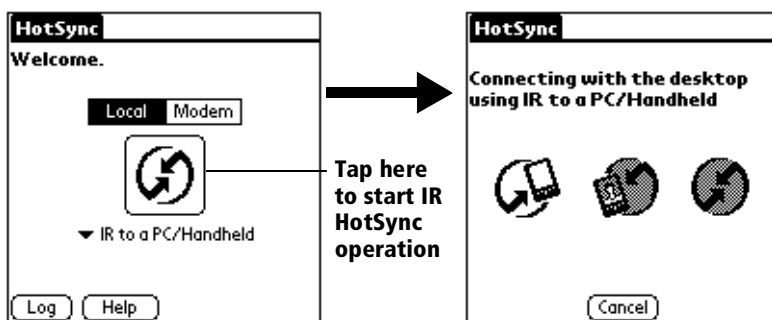 HotSync
Welcome.
Local Modem
IR to a PC/Handheld
Log Help
Tap here
to start IR
HotSync
operation
HotSync
Connecting with the desktop
using IR to a PC/Handheld
Cancel